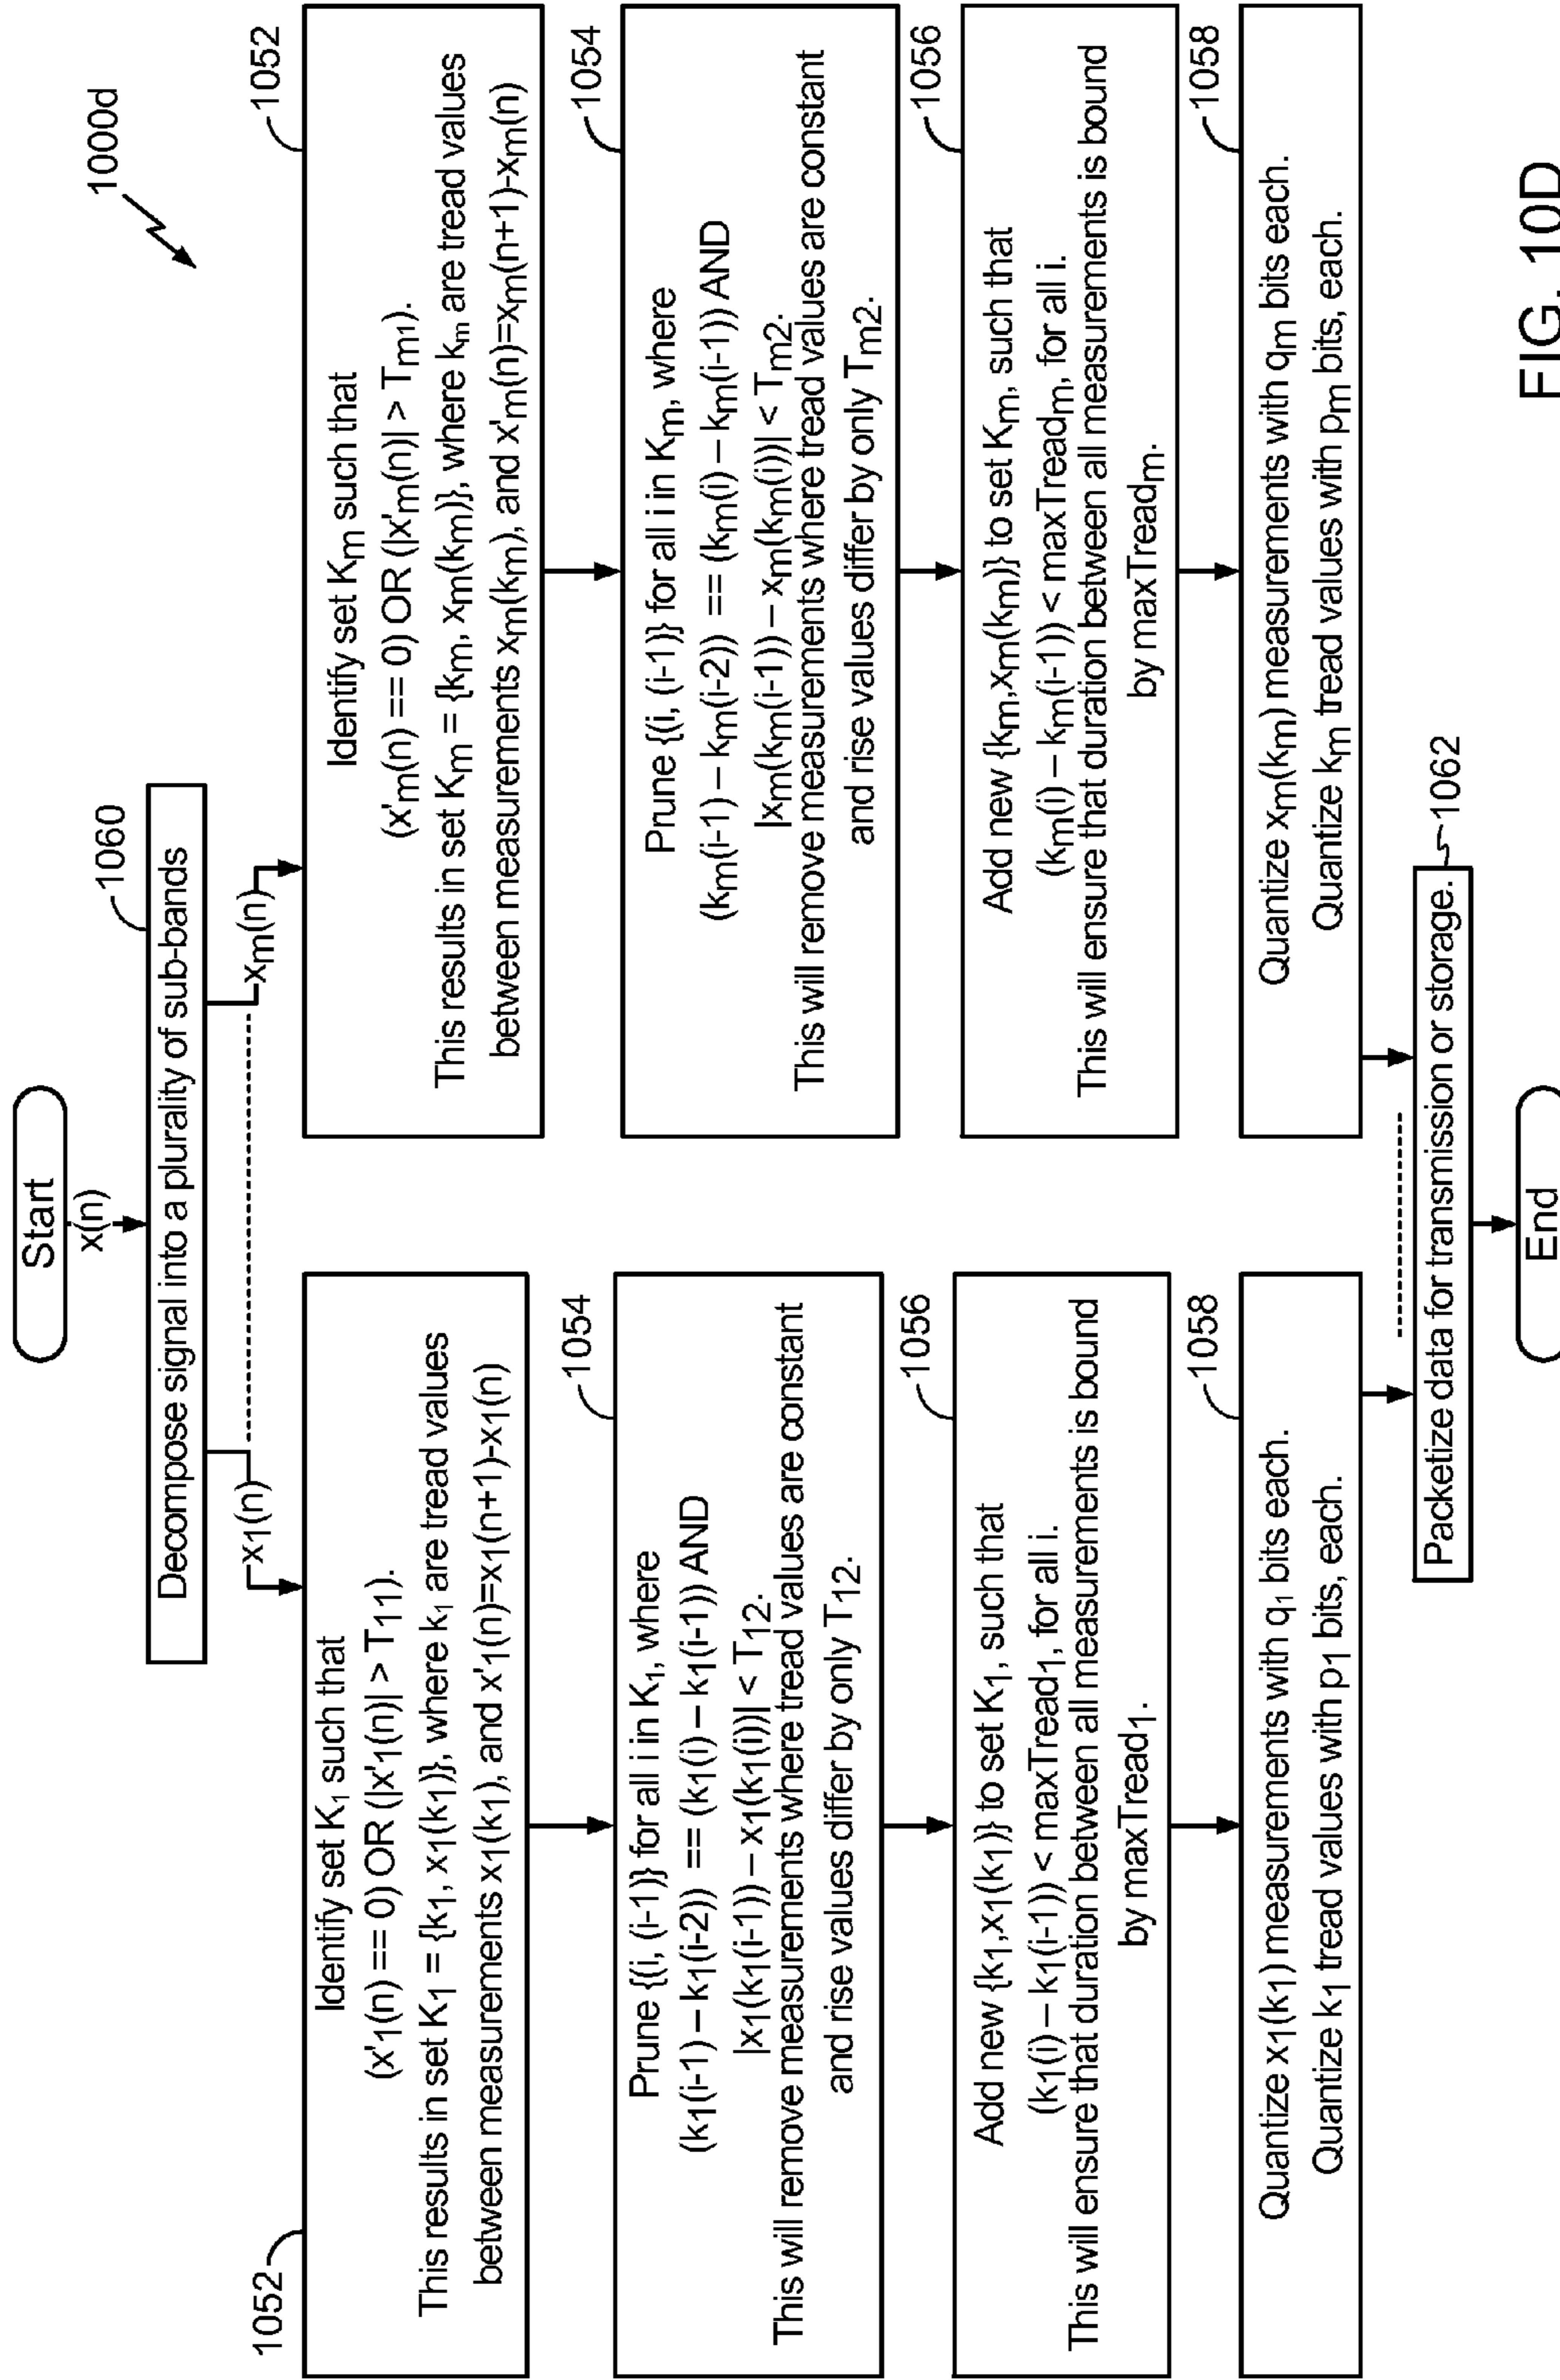 1000d
Start
x(n)
1060
Decompose signal into a plurality of sub-bands
x1(n)
xm(n)
1052
Identify set K1 such that
(x'1(n) == 0) OR (|x'1(n)| > T11).
This results in set K1 = {k1, x1(k1)}, where k1 are tread values
between measurements x1(k1), and x'1(n)=x1(n+1)-x1(n)
1054
Prune {(i, (i-1)} for all i in K1, where
(k1(i-1) – k1(i-2)) == (k1(i) – k1(i-1)) AND
|x1(k1(i-1)) – x1(k1(i))| < T12.
This will remove measurements where tread values are constant
and rise values differ by only T12.
1056
Add new {k1,x1(k1)} to set K1, such that
(k1(i) – k1(i-1)) < maxTread1, for all i.
This will ensure that duration between all measurements is bound
by maxTread1.
1058
Quantize x1(k1) measurements with q1 bits each.
Quantize k1 tread values with p1 bits, each.
1052
Identify set Km such that
(x'm(n) == 0) OR (|x'm(n)| > Tm1).
This results in set Km = {km, xm(km)}, where km are tread values
between measurements xm(km), and x'm(n)=xm(n+1)-xm(n)
1054
Prune {(i, (i-1)} for all i in Km, where
(km(i-1) – km(i-2)) == (km(i) – km(i-1)) AND
|xm(km(i-1)) – xm(km(i))| < Tm2.
This will remove measurements where tread values are constant
and rise values differ by only Tm2.
1056
Add new {km,xm(km)} to set Km, such that
(km(i) – km(i-1)) < maxTreadm, for all i.
This will ensure that duration between all measurements is bound
by maxTreadm.
1058
Quantize xm(km) measurements with qm bits each.
Quantize km tread values with pm bits, each.
Packetize data for transmission or storage.
1062
End
FIG. 10D